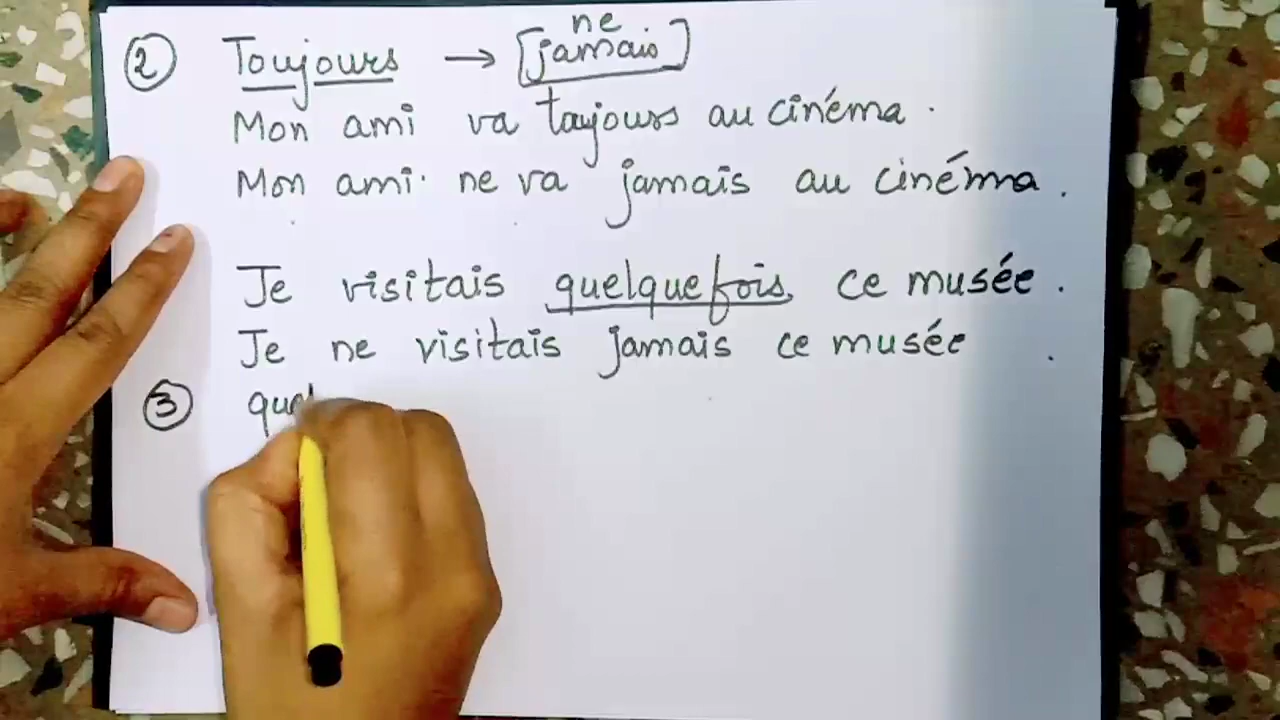 ② Toujours → [ne jamais]
Mon ami va toujours au cinéma.
Mon ami ne va jamais au cinéma.
Je visitais quelquefois ce musée.
Je ne visitais jamais ce musée.
③ quel